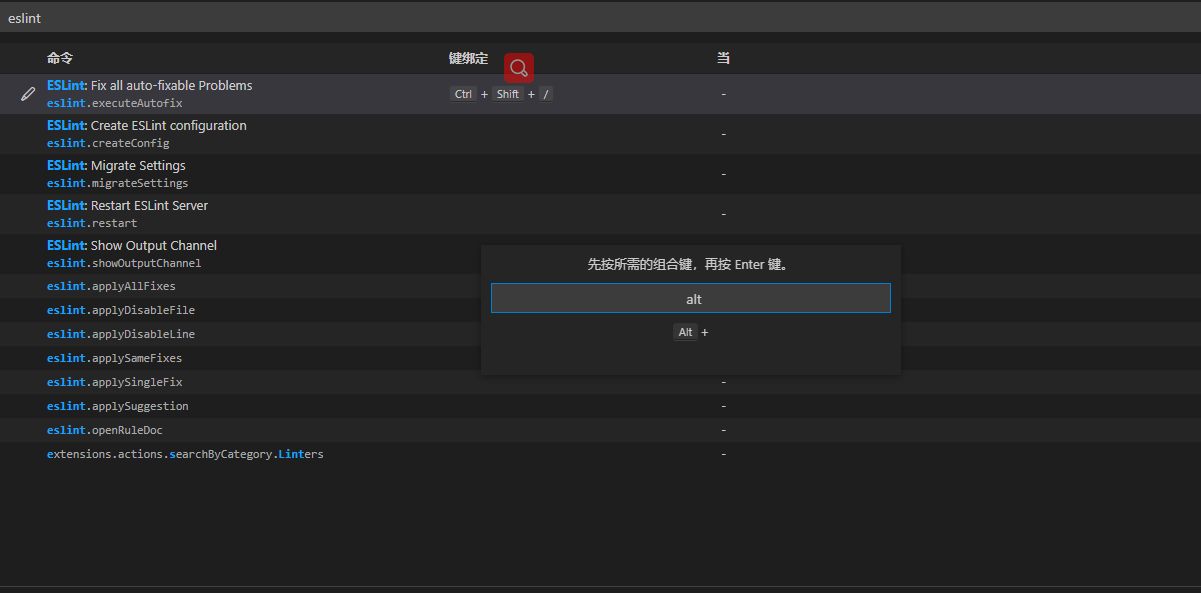 eslint
命令 键绑定 当
ESLint: Fix all auto-fixable Problems
eslint.executeAutofix
Ctrl + Shift + / -
ESLint: Create ESLint configuration
eslint.createConfig -
ESLint: Migrate Settings
eslint.migrateSettings -
ESLint: Restart ESLint Server
eslint.restart -
ESLint: Show Output Channel
eslint.showOutputChannel
eslint.applyAllFixes
eslint.applyDisableFile
eslint.applyDisableLine
eslint.applySameFixes
eslint.applySingleFix -
eslint.applySuggestion -
eslint.openRuleDoc -
extensions.actions.searchByCategory.Linters -
先按所需的组合键，再按 Enter 键。
alt
Alt +